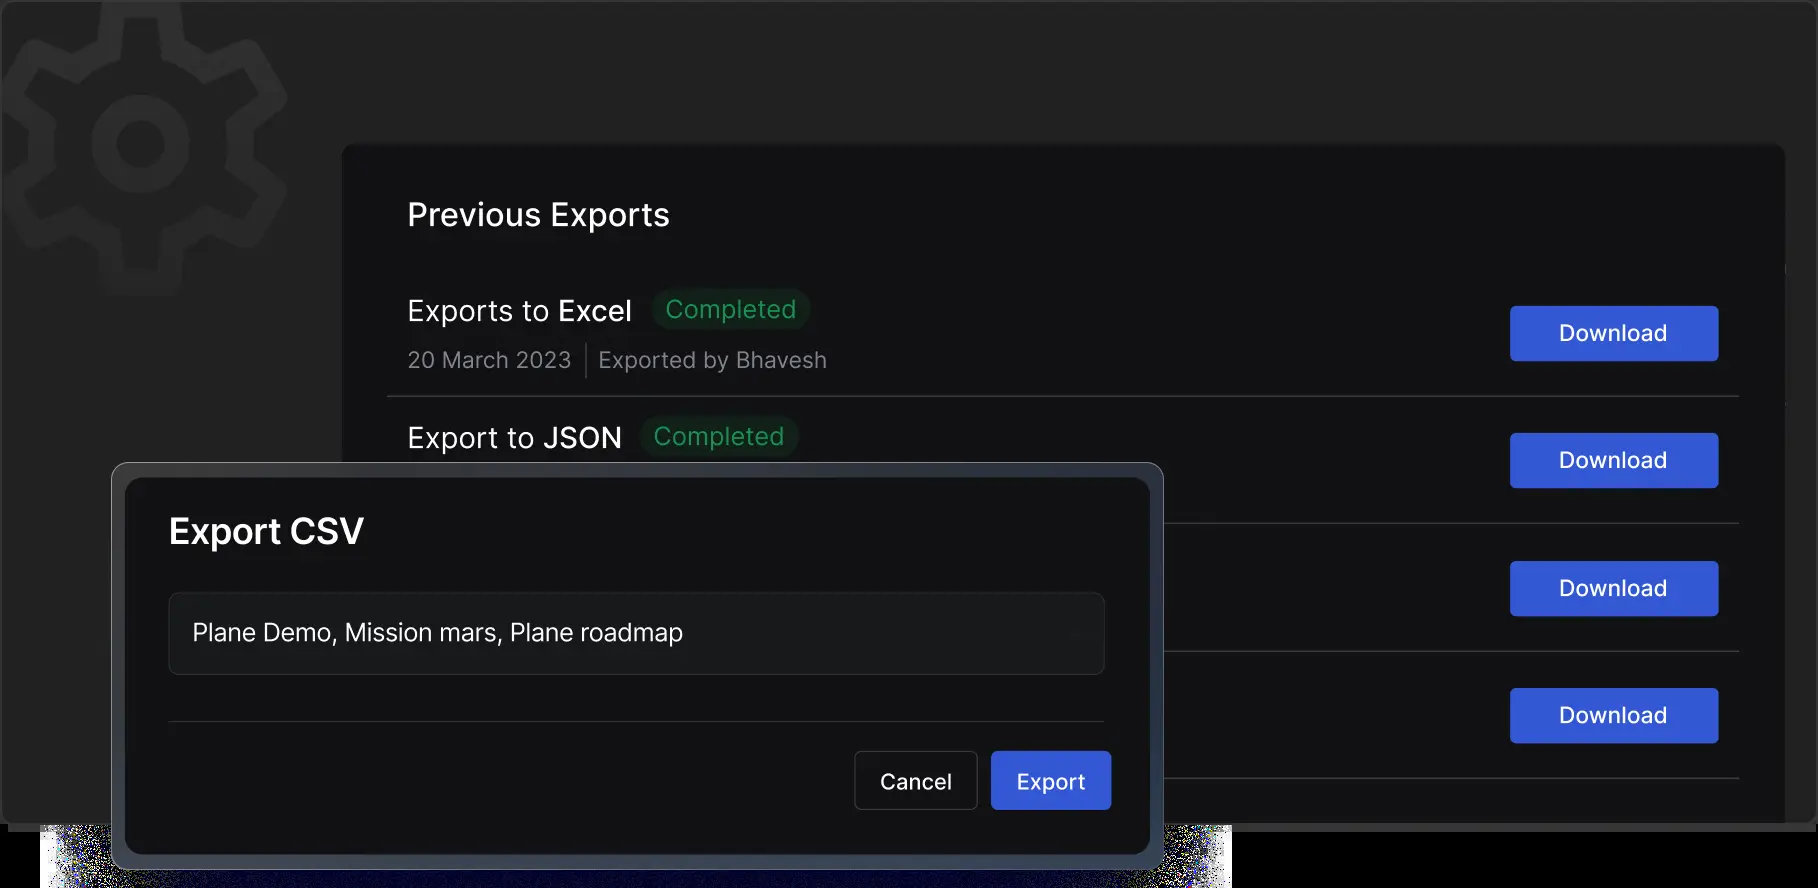 Previous Exports
Exports to Excel Completed
20 March 2023 Exported by Bhavesh
Download
Export to JSON Completed
Download
Export CSV
Plane Demo, Mission mars, Plane roadmap
Download
Download
Cancel Export